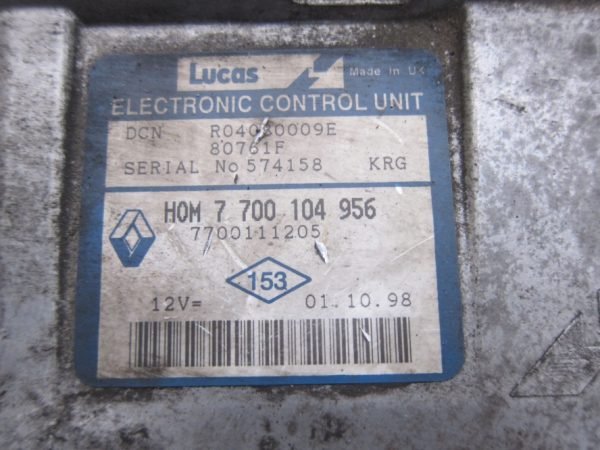 Lucas Made in UK
ELECTRONIC CONTROL UNIT
DCN R04080009E
80761F
SERIAL No 574158 KRG
HOM 7 700 104 956
7700111205
153
12V= 01.10.98